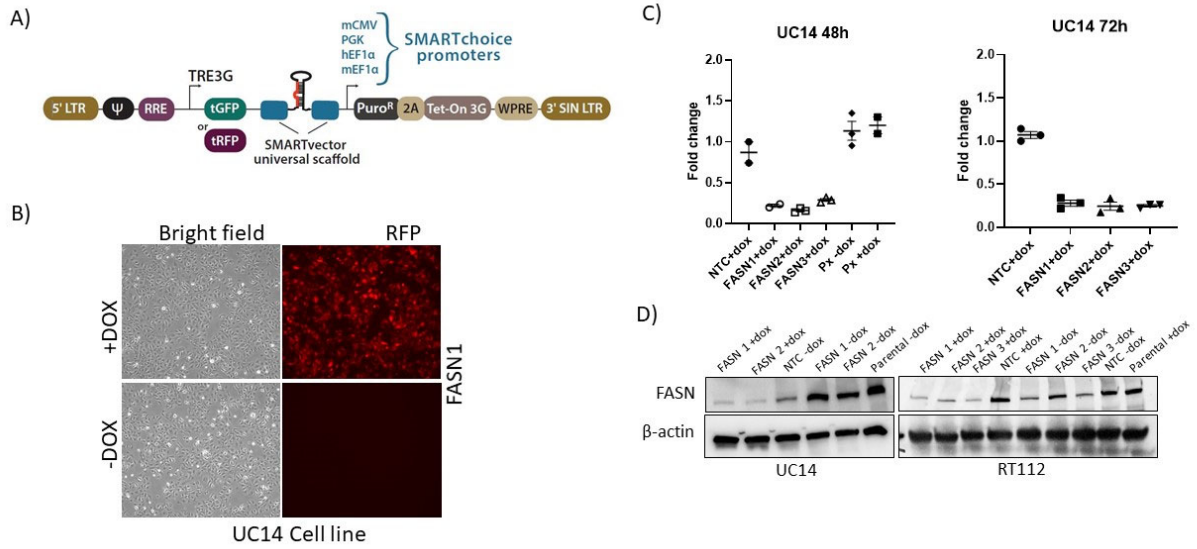 A)
mCMV
PGK
hEF1α
mEF1α
SMARTchoice
promoters
TRE3G
5' LTR
Ψ
RRE
tGFP
or
tRFP
PuroR
2A
Tet-On 3G
WPRE
3' SIN LTR
SMARTvector
universal scaffold
B)
Bright field
RFP
+DOX
-DOX
FASN1
UC14 Cell line
C)
UC14 48h
Fold change
2.0
1.5
1.0
0.5
0.0
NTC+dox
FASN1+dox
FASN2+dox
FASN3+dox
Px -dox
Px +dox
UC14 72h
Fold change
2.0
1.5
1.0
0.5
0.0
NTC+dox
FASN1+dox
FASN2+dox
FASN3+dox
D)
FASN 1 +dox
FASN 2 +dox
NTC -dox
FASN 1 -dox
FASN 2 -dox
Parental -dox
FASN 1 +dox
FASN 2 +dox
FASN 3 +dox
NTC +dox
FASN 1 -dox
FASN 2 -dox
FASN 3 -dox
NTC -dox
Parental +dox
FASN
β-actin
UC14
RT112